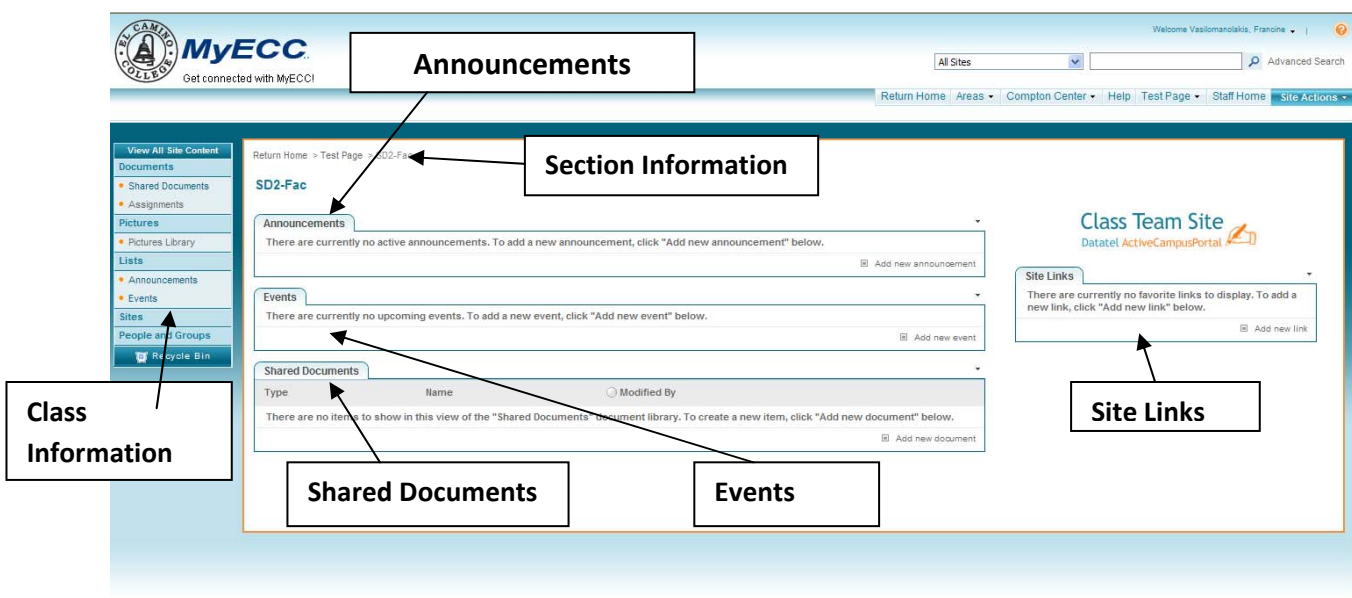 EL CAMINO COLLEGE
MyECC
Get connected with MyECC!
Announcements
Welcome Vasilomanolakis, Francine
All Sites
Advanced Search
Return Home Areas Compton Center Help Test Page Staff Home Site Actions
View All Site Content
Documents
Shared Documents
Assignments
Pictures
Pictures Library
Lists
Announcements
Events
Sites
People and Groups
Recycle Bin
Return Home > Test Page > SD2-Fac
Section Information
SD2-Fac
Announcements
There are currently no active announcements. To add a new announcement, click "Add new announcement" below.
Add new announcement
Events
There are currently no upcoming events. To add a new event, click "Add new event" below.
Add new event
Shared Documents
Type Name Modified By
There are no items to show in this view of the "Shared Documents" document library. To create a new item, click "Add new document" below.
Add new document
Class Team Site
Datatel ActiveCampusPortal
Site Links
There are currently no favorite links to display. To add a
new link, click "Add new link" below.
Add new link
Class
Information
Shared Documents
Events
Site Links